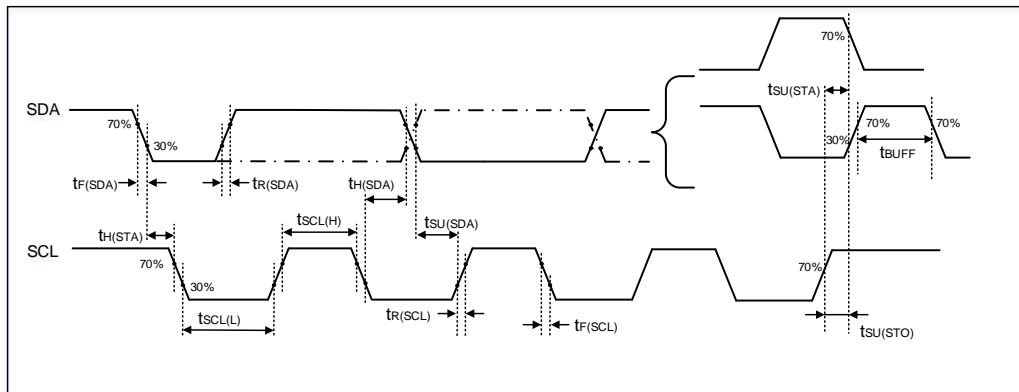 70%
tSU(STA)
SDA
70%
30%
30%
70%
70%
tBUFF
tF(SDA)
tR(SDA)
tH(SDA)
tH(STA)
tSCL(H)
tSU(SDA)
SCL
70%
30%
70%
tSCL(L)
tR(SCL)
tF(SCL)
tSU(STO)